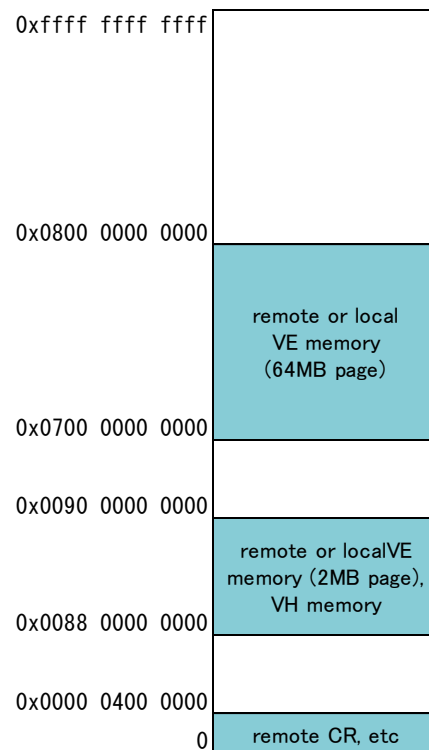 0xffff ffff ffff
0x0800 0000 0000
remote or local
VE memory
(64MB page)
0x0700 0000 0000
0x0090 0000 0000
remote or localVE
memory (2MB page),
VH memory
0x0088 0000 0000
0x0000 0400 0000
0
remote CR, etc